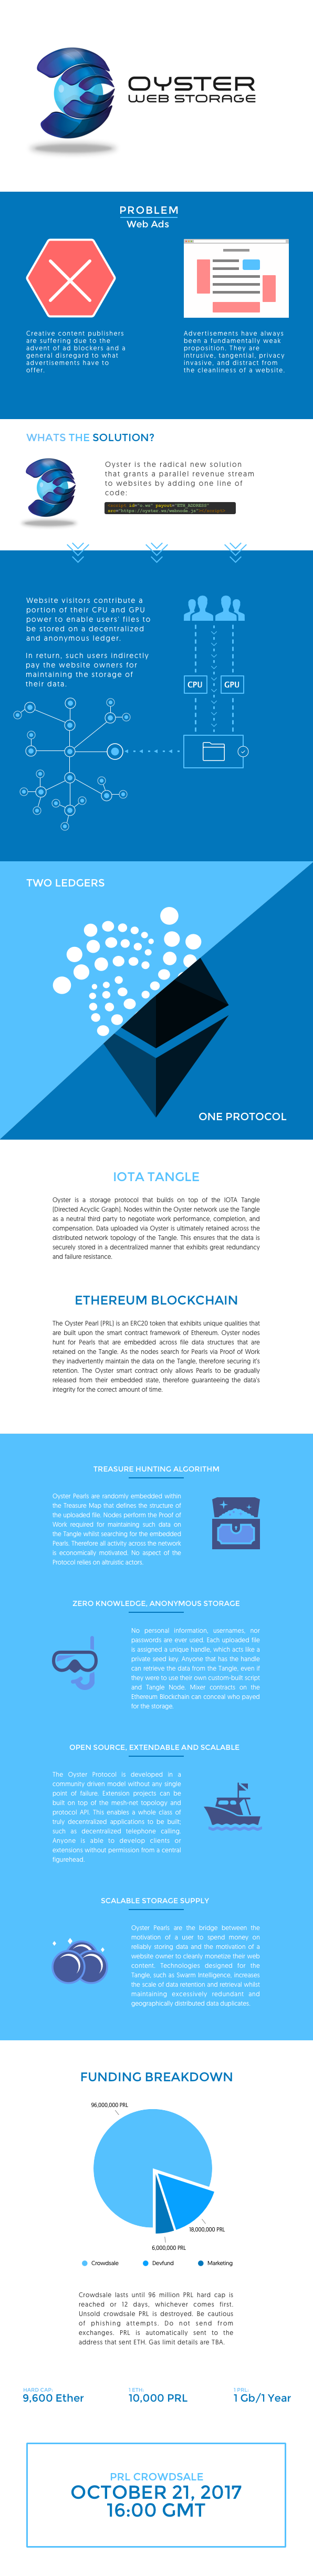 OYSTER
WEB STORAGE
PROBLEM
Web Ads
Creative content publishers
are suffering due to the
advent of ad blockers and a
general disregard to what
advertisements have to
offer.
Advertisements have always
been a fundamentally weak
proposition. They are
intrusive, tangential, privacy
invasive, and distract from
the cleanliness of a website.
WHATS THE SOLUTION?
Oyster is the radical new solution
that grants a parallel revenue stream
to websites by adding one line of
code:
Website visitors contribute a
portion of their CPU and GPU
power to enable users' files to
be stored on a decentralized
and anonymous ledger.
In return, such users indirectly
pay the website owners for
maintaining the storage of
their data.
CPU
GPU
TWO LEDGERS
ONE PROTOCOL
IOTA TANGLE
Oyster is a storage protocol that builds on top of the IOTA Tangle
(Directed Acyclic Graph). Nodes within the Oyster network use the Tangle
as a neutral third party to negotiate work performance, completion, and
compensation. Data uploaded via Oyster is ultimately retained across the
distributed network topology of the Tangle. This ensures that the data is
securely stored in a decentralized manner that exhibits great redundancy
and failure resistance.
ETHEREUM BLOCKCHAIN
The Oyster Pearl (PRL) is an ERC20 token that exhibits unique qualities that
are built upon the smart contract framework of Ethereum. Oyster nodes
hunt for Pearls that are embedded across file data structures that are
retained on the Tangle. As the nodes search for Pearls via Proof of Work
they inadvertently maintain the data on the Tangle, therefore securing it's
retention. The Oyster smart contract only allows Pearls to be gradually
released from their embedded state, therefore guaranteeing the data's
integrity for the correct amount of time.
TREASURE HUNTING ALGORITHM
Oyster Pearls are randomly embedded within
the Treasure Map that defines the structure of
the uploaded file. Nodes perform the Proof of
Work required for maintaining such data on
the Tangle whilst searching for the embedded
Pearls. Therefore all activity across the network
is economically motivated. No aspect of the
Protocol relies on altruistic actors.
ZERO KNOWLEDGE, ANONYMOUS STORAGE
No personal information, usernames, nor
passwords are ever used. Each uploaded file
is assigned a unique handle, which acts like a
private seed key. Anyone that has the handle
can retrieve the data from the Tangle, even if
they were to use their own custom-built script
and Tangle Node. Mixer contracts on the
Ethereum Blockchain can conceal who payed
for the storage.
OPEN SOURCE, EXTENDABLE AND SCALABLE
The Oyster Protocol is developed in a
community driven model without any single
point of failure. Extension projects can be
built on top of the mesh-net topology and
protocol API. This enables a whole class of
truly decentralized applications to be built;
such as decentralized telephone calling.
Anyone is able to develop clients or
extensions without permission from a central
figurehead.
SCALABLE STORAGE SUPPLY
Oyster Pearls are the bridge between the
motivation of a user to spend money on
reliably storing data and the motivation of a
website owner to cleanly monetize their web
content. Technologies designed for the
Tangle, such as Swarm Intelligence, increases
the scale of data retention and retrieval whilst
maintaining excessively redundant and
geographically distributed data duplicates.
FUNDING BREAKDOWN
96,000,000 PRL
18,000,000 PRL
6,000,000 PRL
Crowdsale
Devfund
Marketing
Crowdsale lasts until 96 million PRL hard cap is
reached or 12 days, whichever comes first.
Unsold crowdsale PRL is destroyed. Be cautious
of phishing attempts. Do not send from
exchanges. PRL is automatically sent to the
address that sent ETH. Gas limit details are TBA.
HARD CAP:
9,600 Ether
1 ETH:
10,000 PRL
1 PRL:
1 Gb/1 Year
PRL CROWDSALE
OCTOBER 21, 2017
16:00 GMT